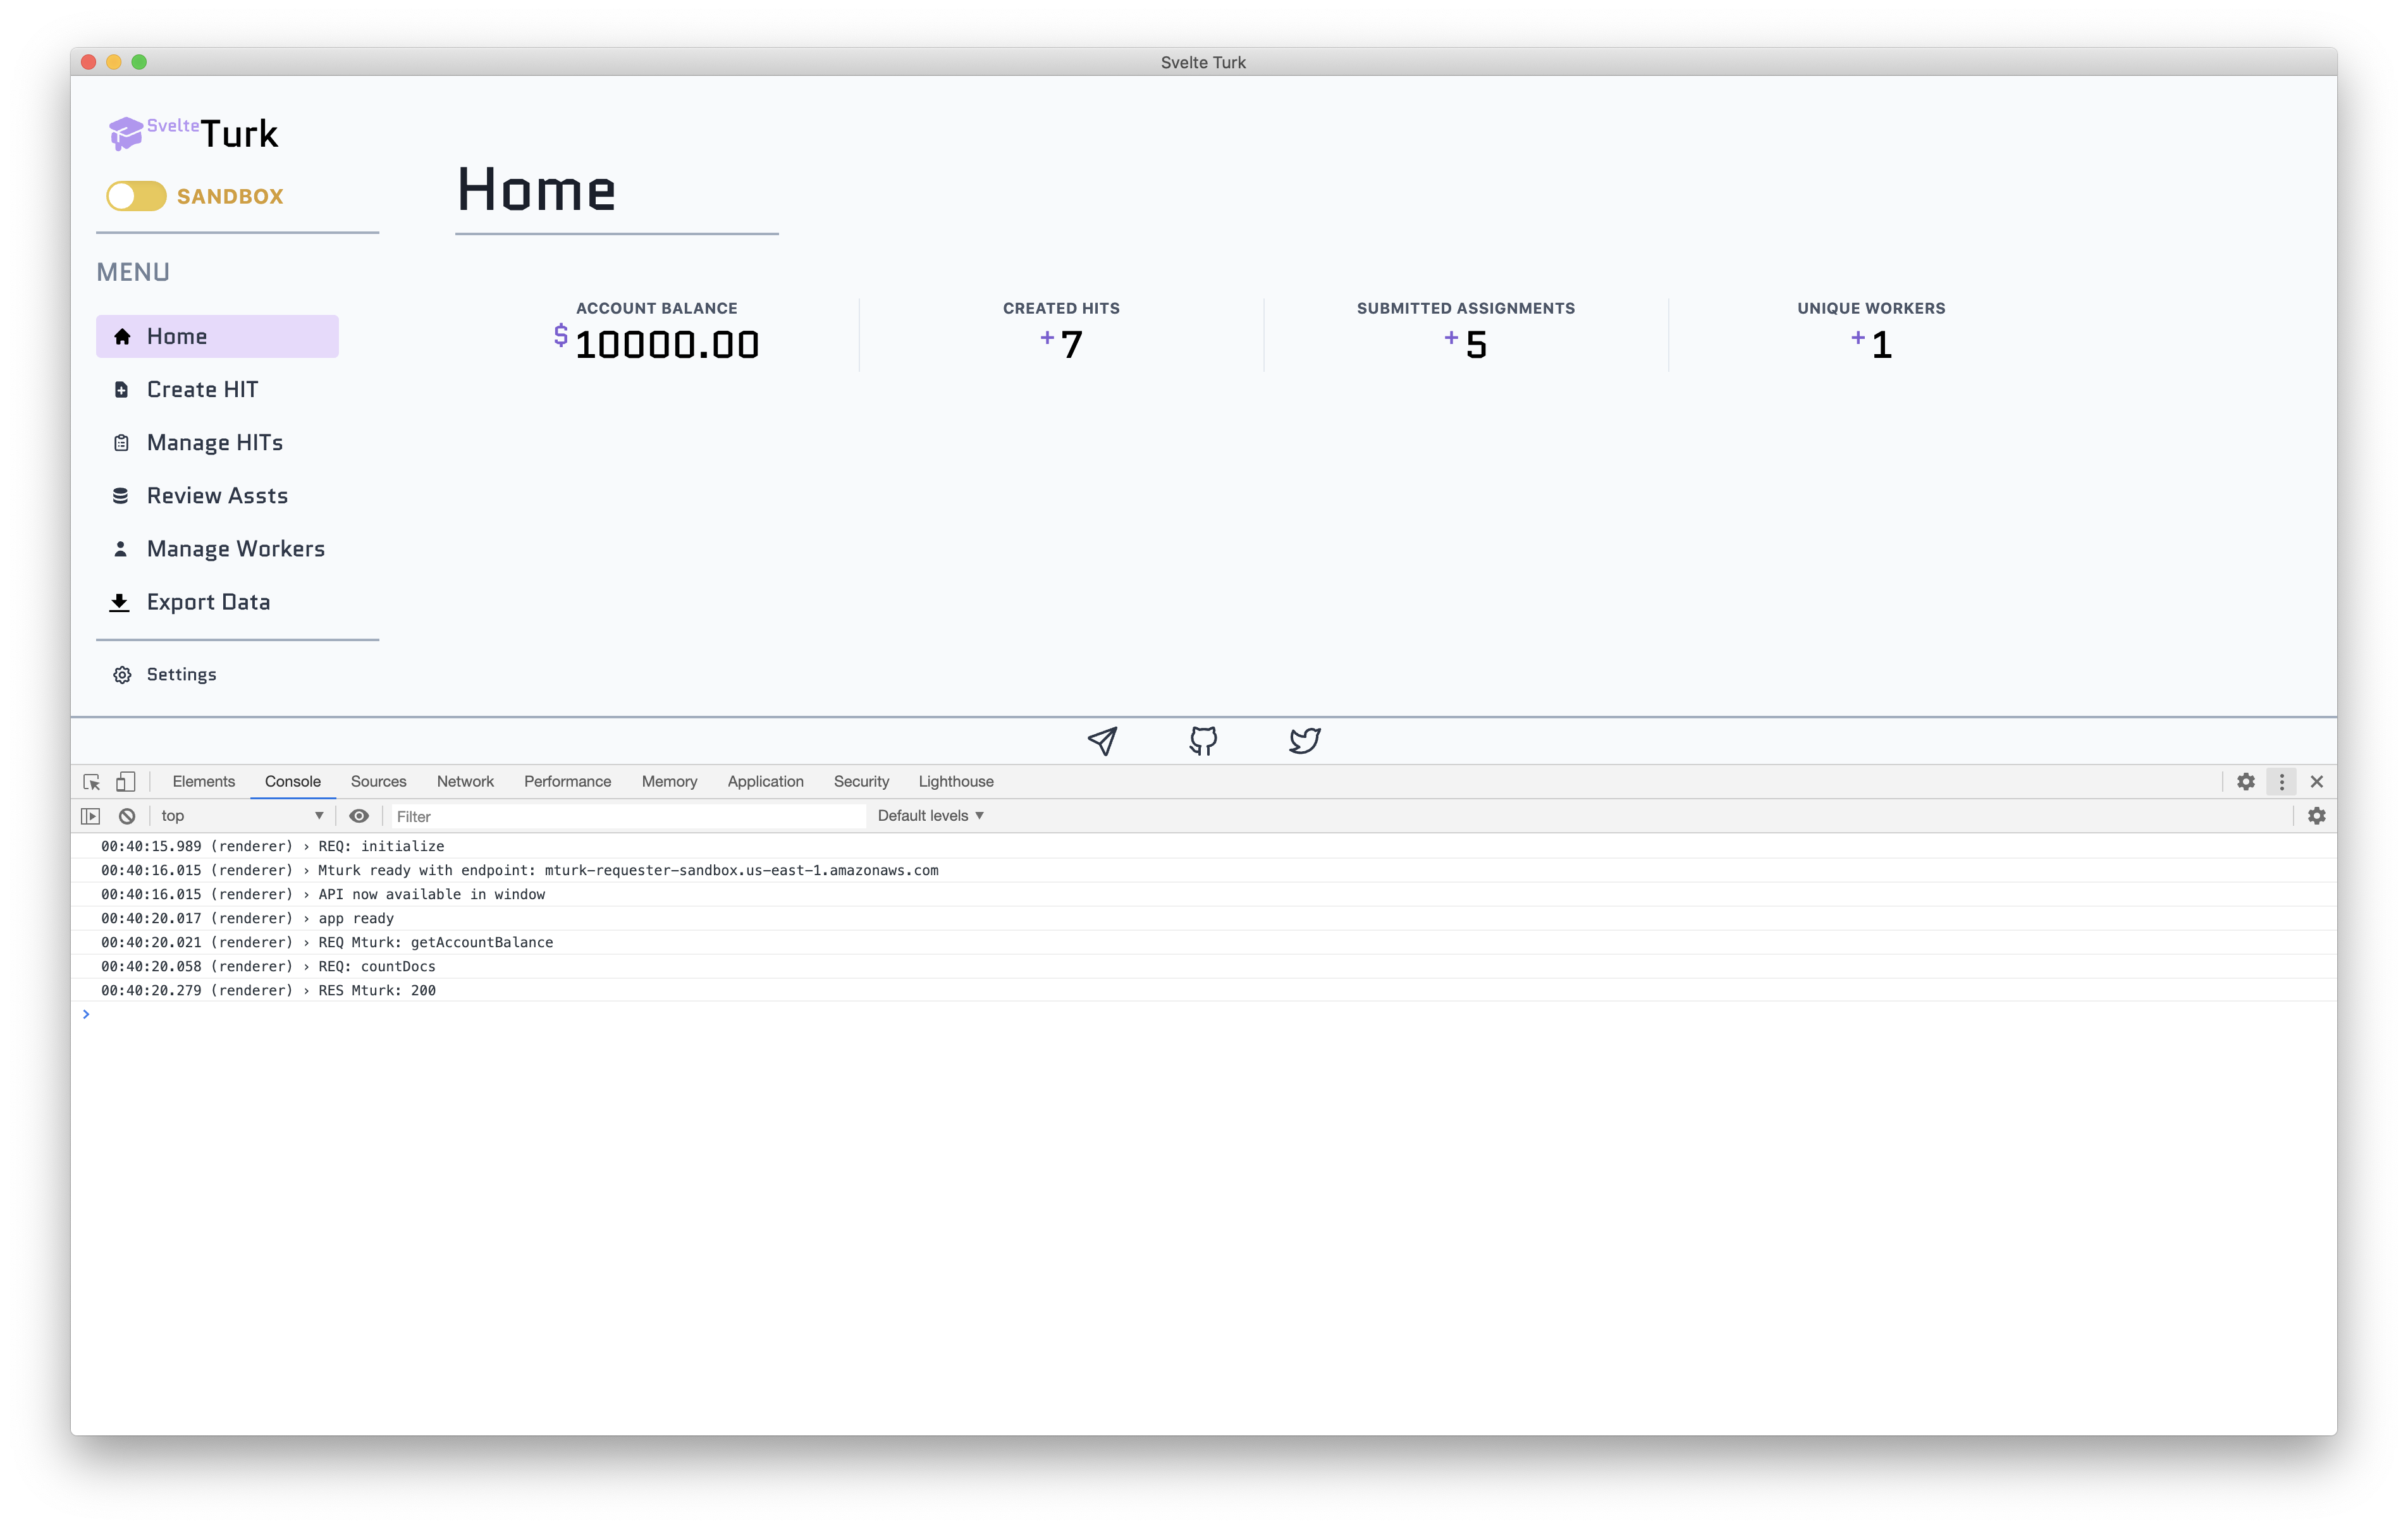 Svelte Turk
SvelteTurk
SANDBOX
MENU
Home
Create HIT
Manage HITs
Review Assts
Manage Workers
Export Data
Settings
Home
ACCOUNT BALANCE
$10000.00
CREATED HITS
+7
SUBMITTED ASSIGNMENTS
+5
UNIQUE WORKERS
+1
Elements Console Sources Network Performance Memory Application Security Lighthouse
top Filter Default levels
00:40:15.989 (renderer) › REQ: initialize
00:40:16.015 (renderer) › Mturk ready with endpoint: mturk-requester-sandbox.us-east-1.amazonaws.com
00:40:16.015 (renderer) › API now available in window
00:40:20.017 (renderer) › app ready
00:40:20.021 (renderer) › REQ Mturk: getAccountBalance
00:40:20.058 (renderer) › REQ: countDocs
00:40:20.279 (renderer) › RES Mturk: 200